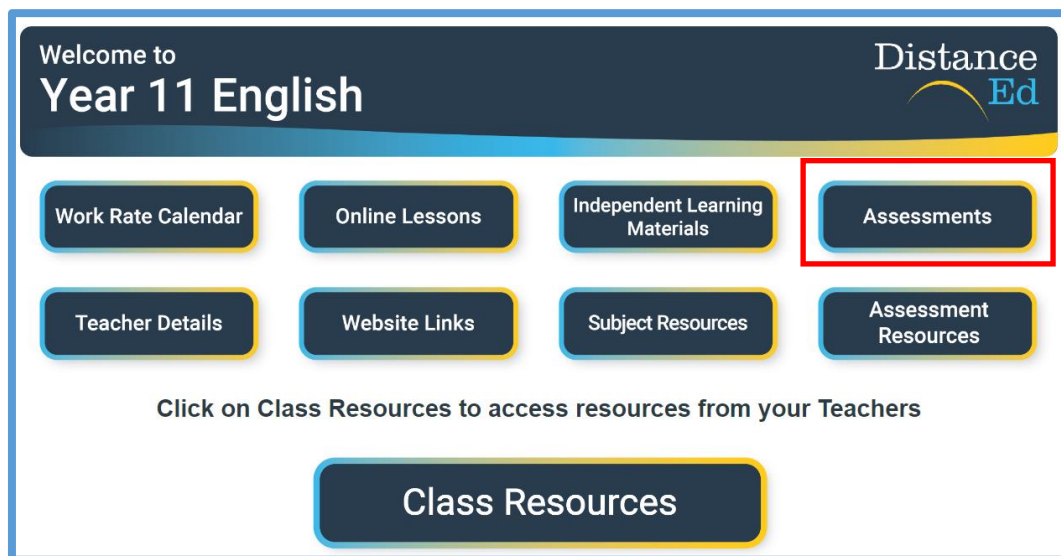 Welcome to
Year 11 English
Distance
Ed
Work Rate Calendar
Online Lessons
Independent Learning
Materials
Assessments
Teacher Details
Website Links
Subject Resources
Assessment
Resources
Click on Class Resources to access resources from your Teachers
Class Resources